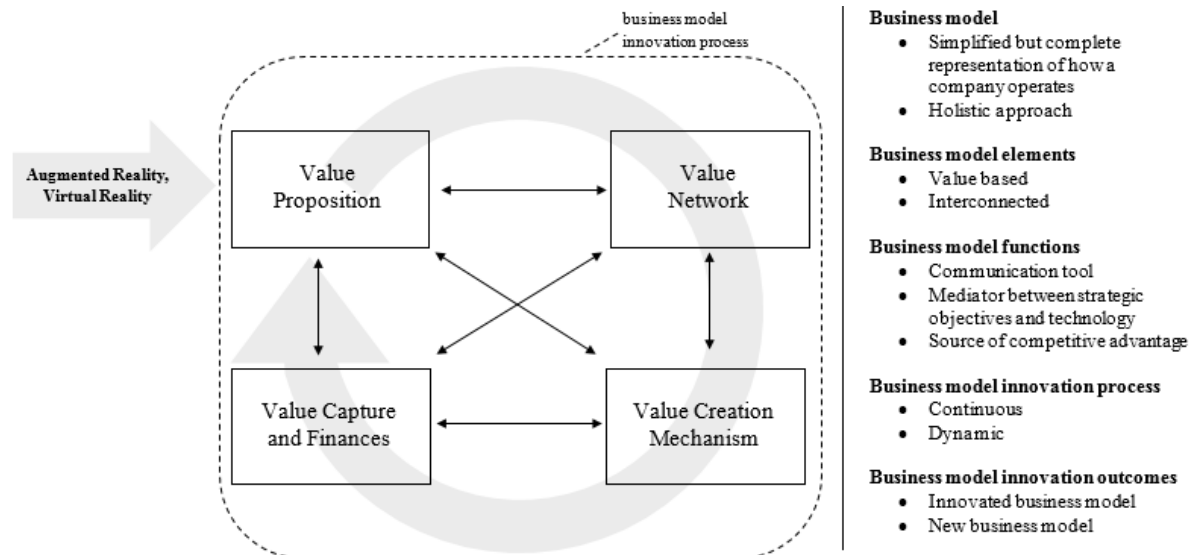 business model
innovation process
Augmented Reality,
Virtual Reality
Value
Proposition
Value
Network
Value Capture
and Finances
Value Creation
Mechanism
Business model
• Simplified but complete
representation of how a
company operates
• Holistic approach
Business model elements
• Value based
• Interconnected
Business model functions
• Communication tool
• Mediator between strategic
objectives and technology
• Source of competitive advantage
Business model innovation process
• Continuous
• Dynamic
Business model innovation outcomes
• Innovated business model
• New business model